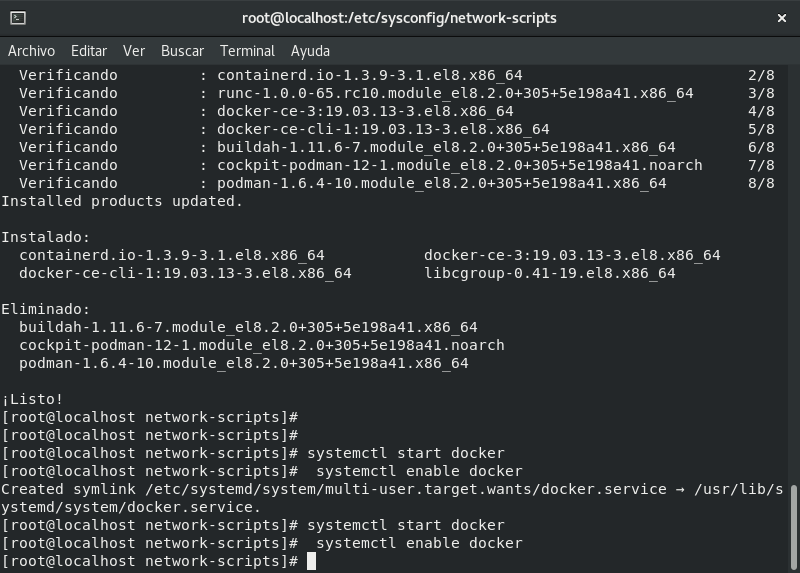 root@localhost:/etc/sysconfig/network-scripts
Archivo Editar Ver Buscar Terminal Ayuda
Verificando : containerd.io-1.3.9-3.1.el8.x86_64 2/8
Verificando : runc-1.0.0-65.rc10.module_el8.2.0+305+5e198a41.x86_64 3/8
Verificando : docker-ce-3:19.03.13-3.el8.x86_64 4/8
Verificando : docker-ce-cli-1:19.03.13-3.el8.x86_64 5/8
Verificando : buildah-1.11.6-7.module_el8.2.0+305+5e198a41.x86_64 6/8
Verificando : cockpit-podman-12-1.module_el8.2.0+305+5e198a41.noarch 7/8
Verificando : podman-1.6.4-10.module_el8.2.0+305+5e198a41.x86_64 8/8
Installed products updated.
Instalado:
containerd.io-1.3.9-3.1.el8.x86_64 docker-ce-3:19.03.13-3.el8.x86_64
docker-ce-cli-1:19.03.13-3.el8.x86_64 libcgroup-0.41-19.el8.x86_64
Eliminado:
buildah-1.11.6-7.module_el8.2.0+305+5e198a41.x86_64
cockpit-podman-12-1.module_el8.2.0+305+5e198a41.noarch
podman-1.6.4-10.module_el8.2.0+305+5e198a41.x86_64
¡Listo!
[root@localhost network-scripts]#
[root@localhost network-scripts]#
[root@localhost network-scripts]# systemctl start docker
[root@localhost network-scripts]#  systemctl enable docker
Created symlink /etc/systemd/system/multi-user.target.wants/docker.service → /usr/lib/s
ystemd/system/docker.service.
[root@localhost network-scripts]# systemctl start docker
[root@localhost network-scripts]#  systemctl enable docker
[root@localhost network-scripts]#